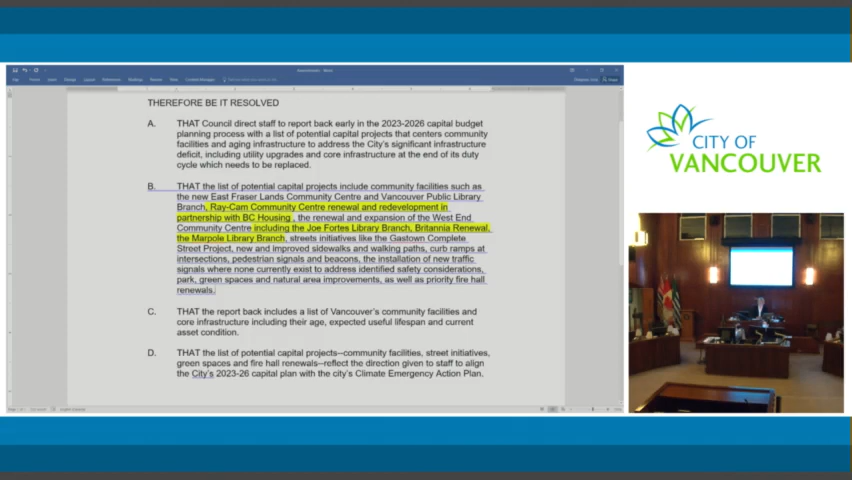 File Home Insert Design Layout References Mailings Review View
THEREFORE BE IT RESOLVED
A. THAT Council direct staff to report back early in the 2023-2026 capital budget
planning process with a list of potential capital projects that centers community
facilities and aging infrastructure to address the City's significant infrastructure
deficit, including utility upgrades and core infrastructure at the end of its duty
cycle which needs to be replaced.
B. THAT the list of potential capital projects include community facilities such as
the new East Fraser Lands Community Centre and Vancouver Public Library
Branch, Ray-Cam Community Centre renewal and redevelopment in
partnership with BC Housing , the renewal and expansion of the West End
Community Centre including the Joe Fortes Library Branch, Britannia Renewal,
the Marpole Library Branch, streets initiatives like the Gastown Complete
Street Project, new and improved sidewalks and walking paths, curb ramps at
intersections, pedestrian signals and beacons, the installation of new traffic
signals where none currently exist to address identified safety considerations,
park, green spaces and natural area improvements, as well as priority fire hall
renewals.
C. THAT the report back includes a list of Vancouver's community facilities and
core infrastructure including their age, expected useful lifespan and current
asset condition.
D. THAT the list of potential capital projects--community facilities, street initiatives,
green spaces and fire hall renewals--reflect the direction given to staff to align
the City's 2023-26 capital plan with the city's Climate Emergency Action Plan.
CITY OF
VANCOUVER